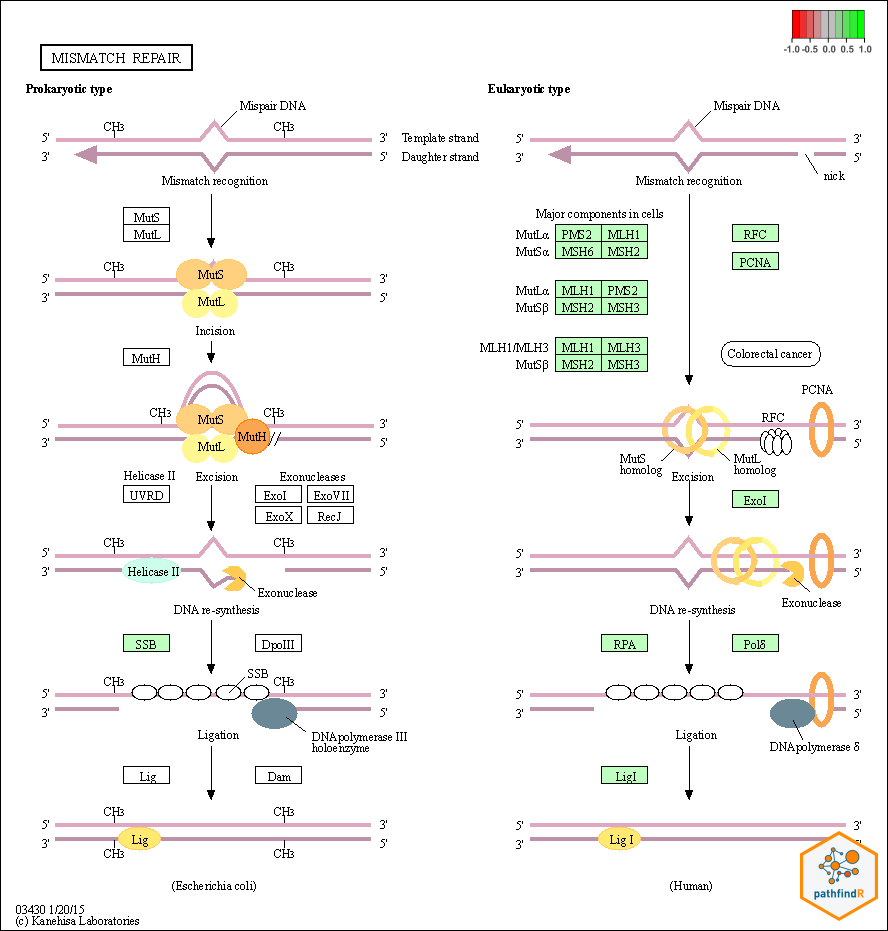 -1.0 -0.5 0.0 0.5 1.0
MISMATCH REPAIR
Prokaryotic type
Mispair DNA
CH3 CH3
5' 3'
3' 5'
Template strand
Daughter strand
Mismatch recognition
MutS
MutL
CH3 CH3
5' MutS 3'
3' MutL 5'
Incision
MutH
CH3 CH3
5' MutS 3'
3' MutL MutH 5'
Helicase II
UVRD
Excision
Exonucleases
ExoI ExoVII
ExoX RecJ
CH3 CH3
5' 3'
3' Helicase II 5'
Exonuclease
DNA re-synthesis
SSB DpoIII
SSB
CH3 CH3
5' 3'
3' 5'
DNA polymerase III
holoenzyme
Ligation
Lig Dam
CH3 CH3
5' 3'
3' Lig 5'
CH3 CH3
(Escherichia coli)
Eukaryotic type
Mispair DNA
5' 3'
3' 5'
nick
Mismatch recognition
Major components in cells
MutLα PMS2 MLH1
MutSα MSH6 MSH2
RFC
PCNA
MutLα MLH1 PMS2
MutSβ MSH2 MSH3
MLH1/MLH3 MLH1 MLH3
MutSβ MSH2 MSH3
Colorectal cancer
PCNA
RFC
5' 3'
3' 5'
MutS
homolog
MutL
homolog
Excision
ExoI
5' 3'
3' 5'
Exonuclease
DNA re-synthesis
RPA Polδ
5' 3'
3' 5'
DNA polymerase δ
Ligation
LigI
5' 3'
3' Lig I 5'
(Human)
pathfindR
03430 1/20/15
(c) Kanehisa Laboratories